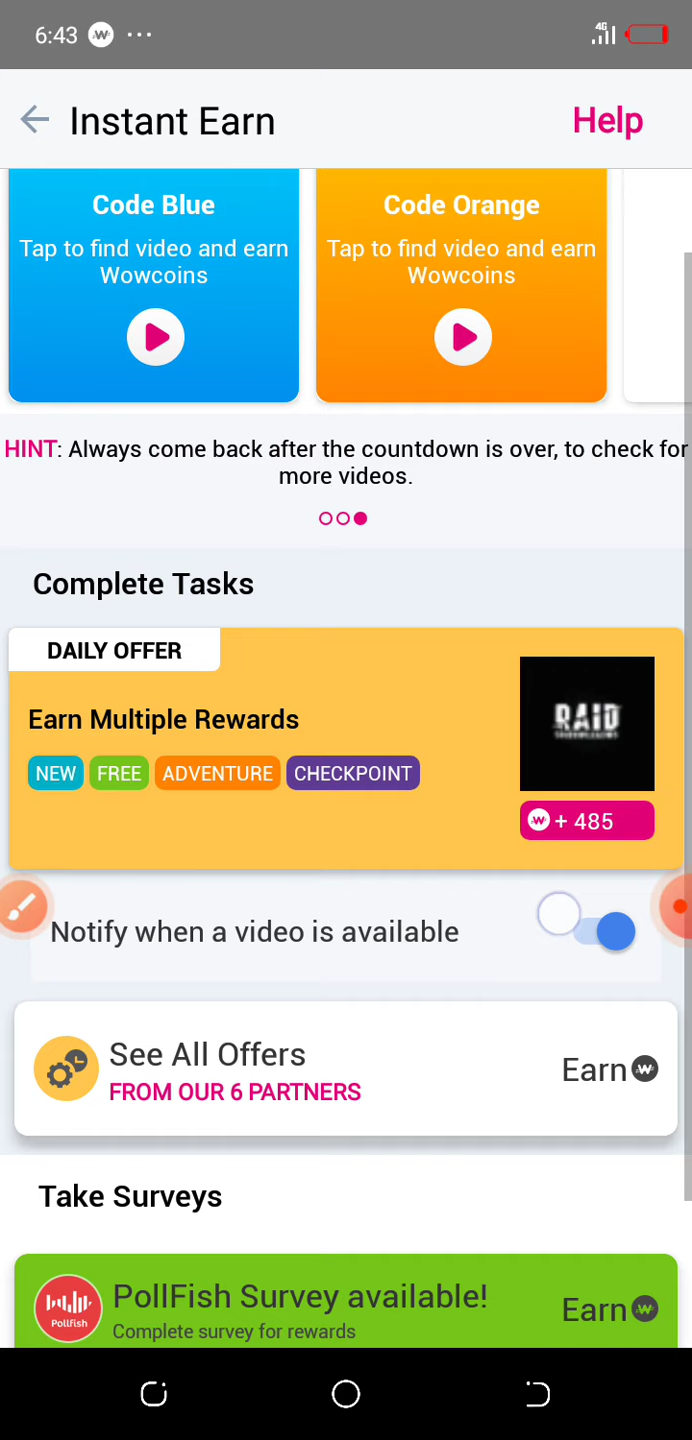 6:43
4G
Instant Earn
Help
Code Blue
Tap to find video and earn
Wowcoins
Code Orange
Tap to find video and earn
Wowcoins
HINT: Always come back after the countdown is over, to check for
more videos.
Complete Tasks
DAILY OFFER
Earn Multiple Rewards
NEW
FREE
ADVENTURE
CHECKPOINT
RAID
+ 485
Notify when a video is available
See All Offers
FROM OUR 6 PARTNERS
Earn
Take Surveys
Pollfish
PollFish Survey available!
Complete survey for rewards
Earn